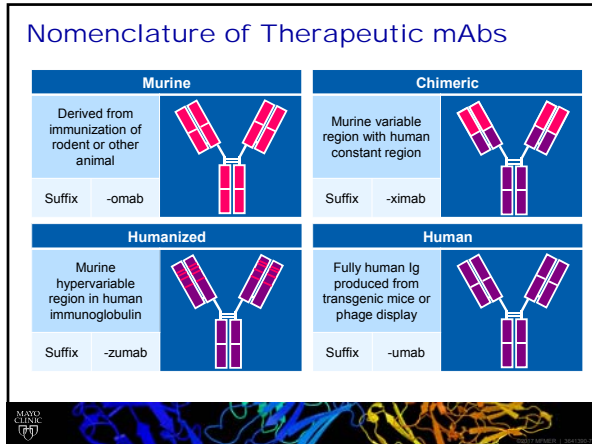 Nomenclature of Therapeutic mAbs
Murine
Derived from
immunization of
rodent or other
animal
Suffix -omab
Chimeric
Murine variable
region with human
constant region
Suffix -ximab
Humanized
Murine
hypervariable
region in human
immunoglobulin
Suffix -zumab
Human
Fully human Ig
produced from
transgenic mice or
phage display
Suffix -umab
MAYO
CLINIC
©2017 MFMER